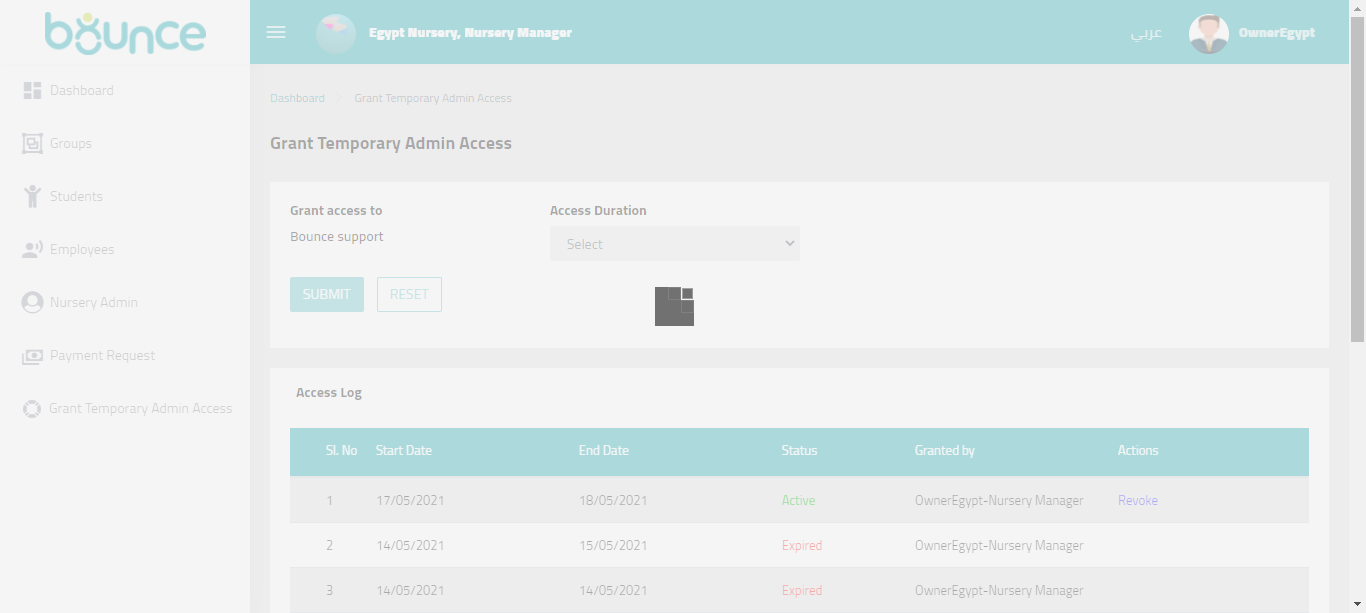 bounce
Egypt Nursery, Nursery Manager
عربي
OwnerEgypt
Dashboard
Groups
Students
Employees
Nursery Admin
Payment Request
Grant Temporary Admin Access
Dashboard
Grant Temporary Admin Access
Grant Temporary Admin Access
Grant access to
Access Duration
Bounce support
Select
SUBMIT
RESET
Access Log
Sl. No Start Date End Date Status Granted by Actions
1 17/05/2021 18/05/2021 Active OwnerEgypt-Nursery Manager Revoke
2 14/05/2021 15/05/2021 Expired OwnerEgypt-Nursery Manager
3 14/05/2021 14/05/2021 Expired OwnerEgypt-Nursery Manager